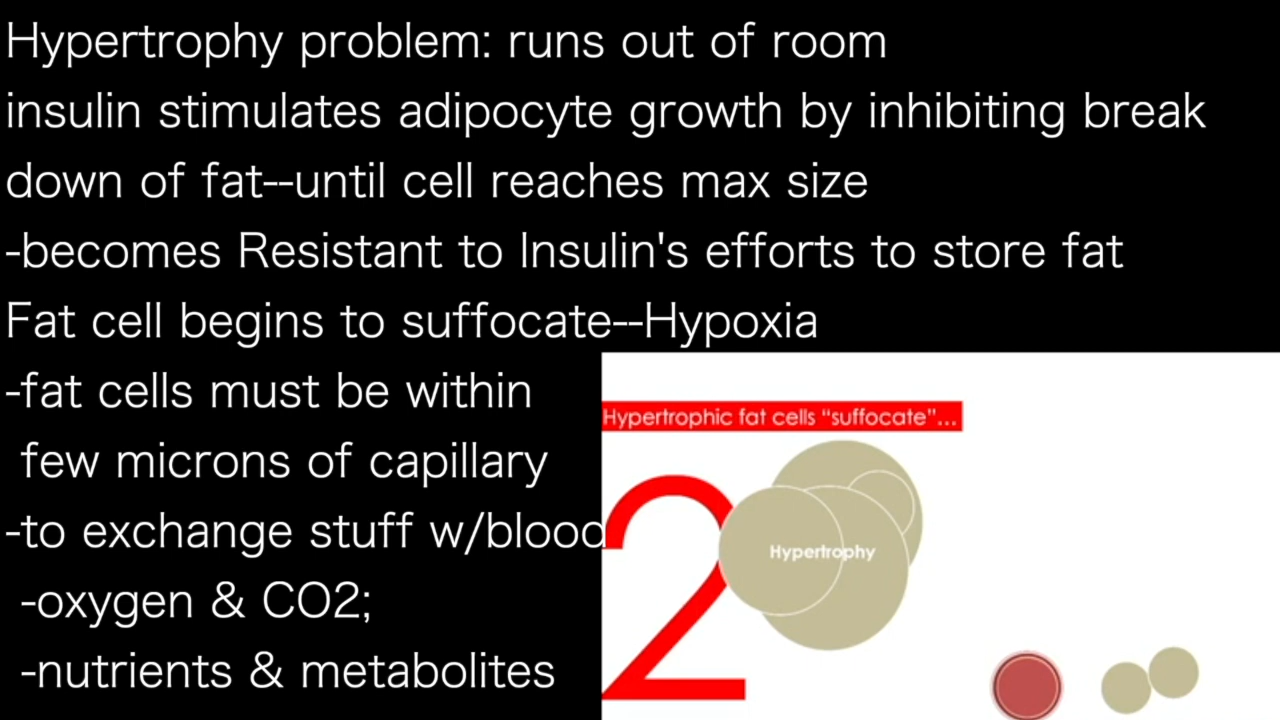 Hypertrophy problem: runs out of room
insulin stimulates adipocyte growth by inhibiting break
down of fat--until cell reaches max size
-becomes Resistant to Insulin's efforts to store fat
Fat cell begins to suffocate--Hypoxia
-fat cells must be within
few microns of capillary
-to exchange stuff w/blood
-oxygen & CO2;
-nutrients & metabolites
Hypertrophic fat cells “suffocate”...
2
Hypertrophy